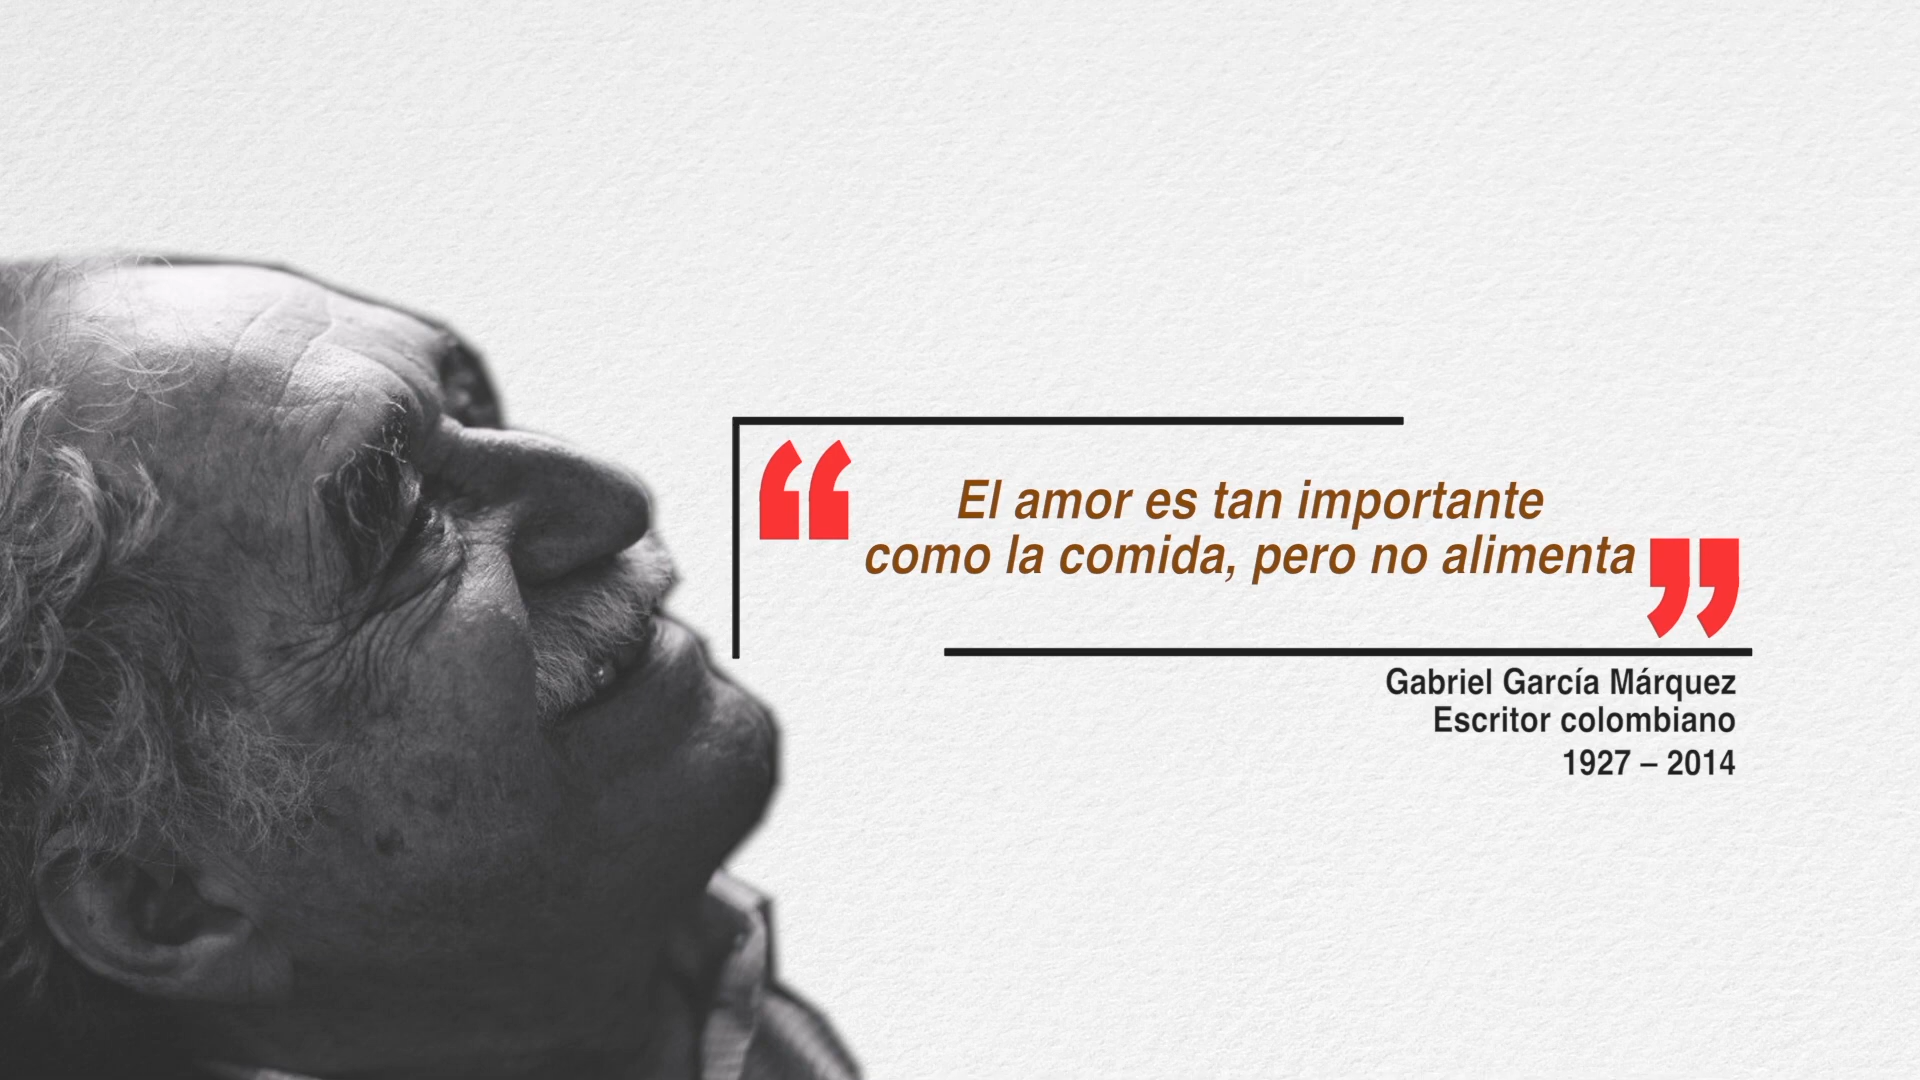 “El amor es tan importante
como la comida, pero no alimenta”
Gabriel García Márquez
Escritor colombiano
1927 – 2014